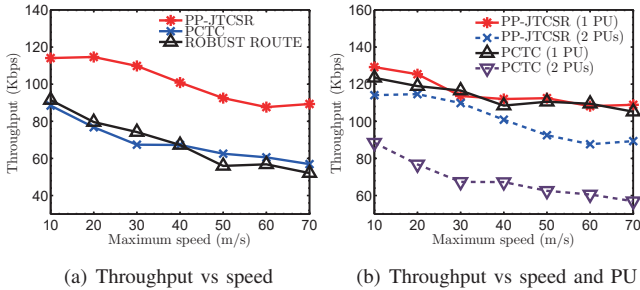 140
120
100
80
60
40
Throughput (Kbps)
PP-JTCSR
PCTC
ROBUST ROUTE
10 20 30 40 50 60 70
Maximum speed (m/s)
(a) Throughput vs speed
160
140
120
100
80
60
Throughput (Kbps)
PP-JTCSR (1 PU)
PP-JTCSR (2 PUs)
PCTC (1 PU)
PCTC (2 PUs)
10 20 30 40 50 60 70
Maximum speed (m/s)
(b) Throughput vs speed and PU